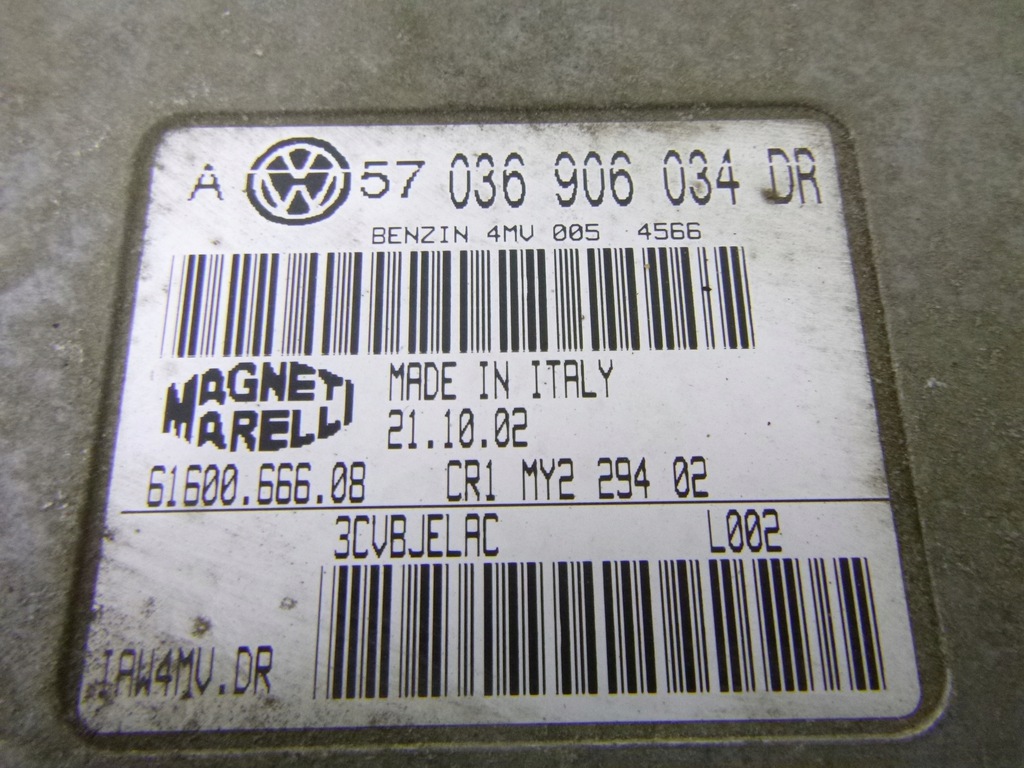 A 57 036 906 034 DR
BENZIN 4MV 005 4566
MAGNETI MARELLI
MADE IN ITALY
21.10.02
61600.666.08 CR1 MY2 294 02
3CVBJELAC L002
IAW4MV.DR